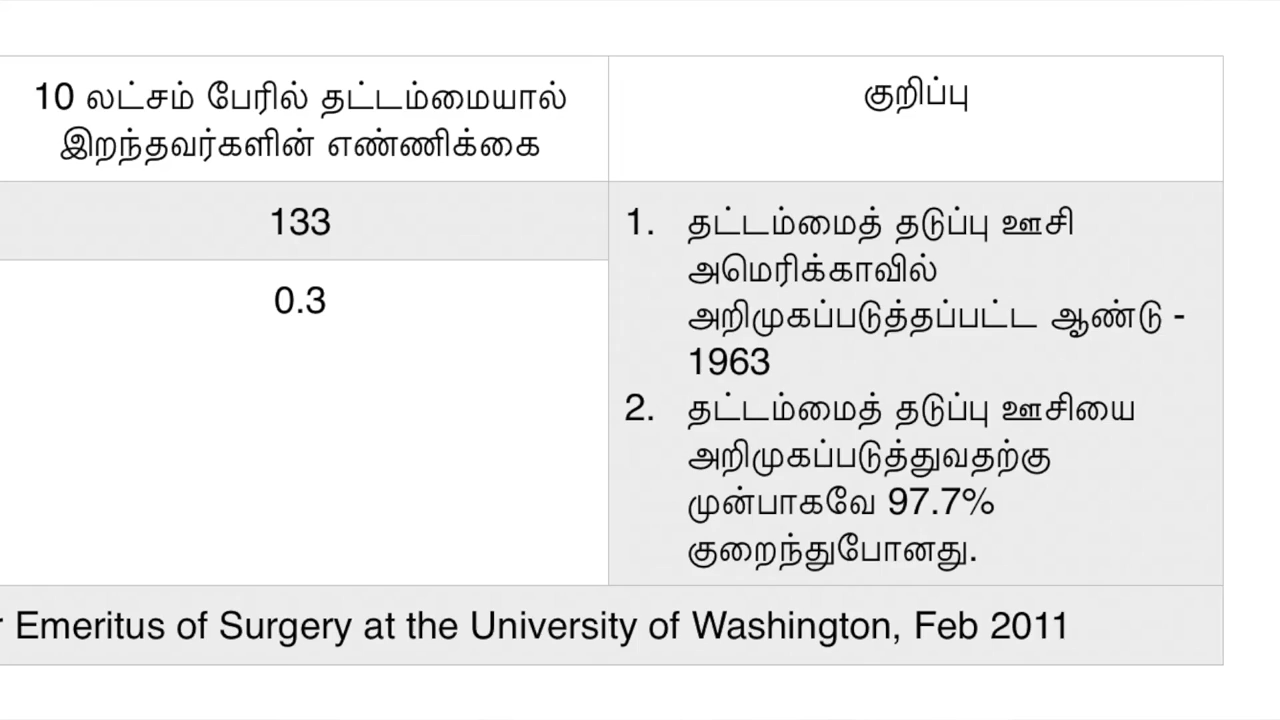 10 லட்சம் பேரில் தட்டம்மையால்
இறந்தவர்களின் எண்ணிக்கை
குறிப்பு
133
0.3
1. தட்டம்மைத் தடுப்பு ஊசி
அமெரிக்காவில்
அறிமுகப்படுத்தப்பட்ட ஆண்டு -
1963
2. தட்டம்மைத் தடுப்பு ஊசியை
அறிமுகப்படுத்துவதற்கு
முன்பாகவே 97.7%
குறைந்துபோனது.
Emeritus of Surgery at the University of Washington, Feb 2011